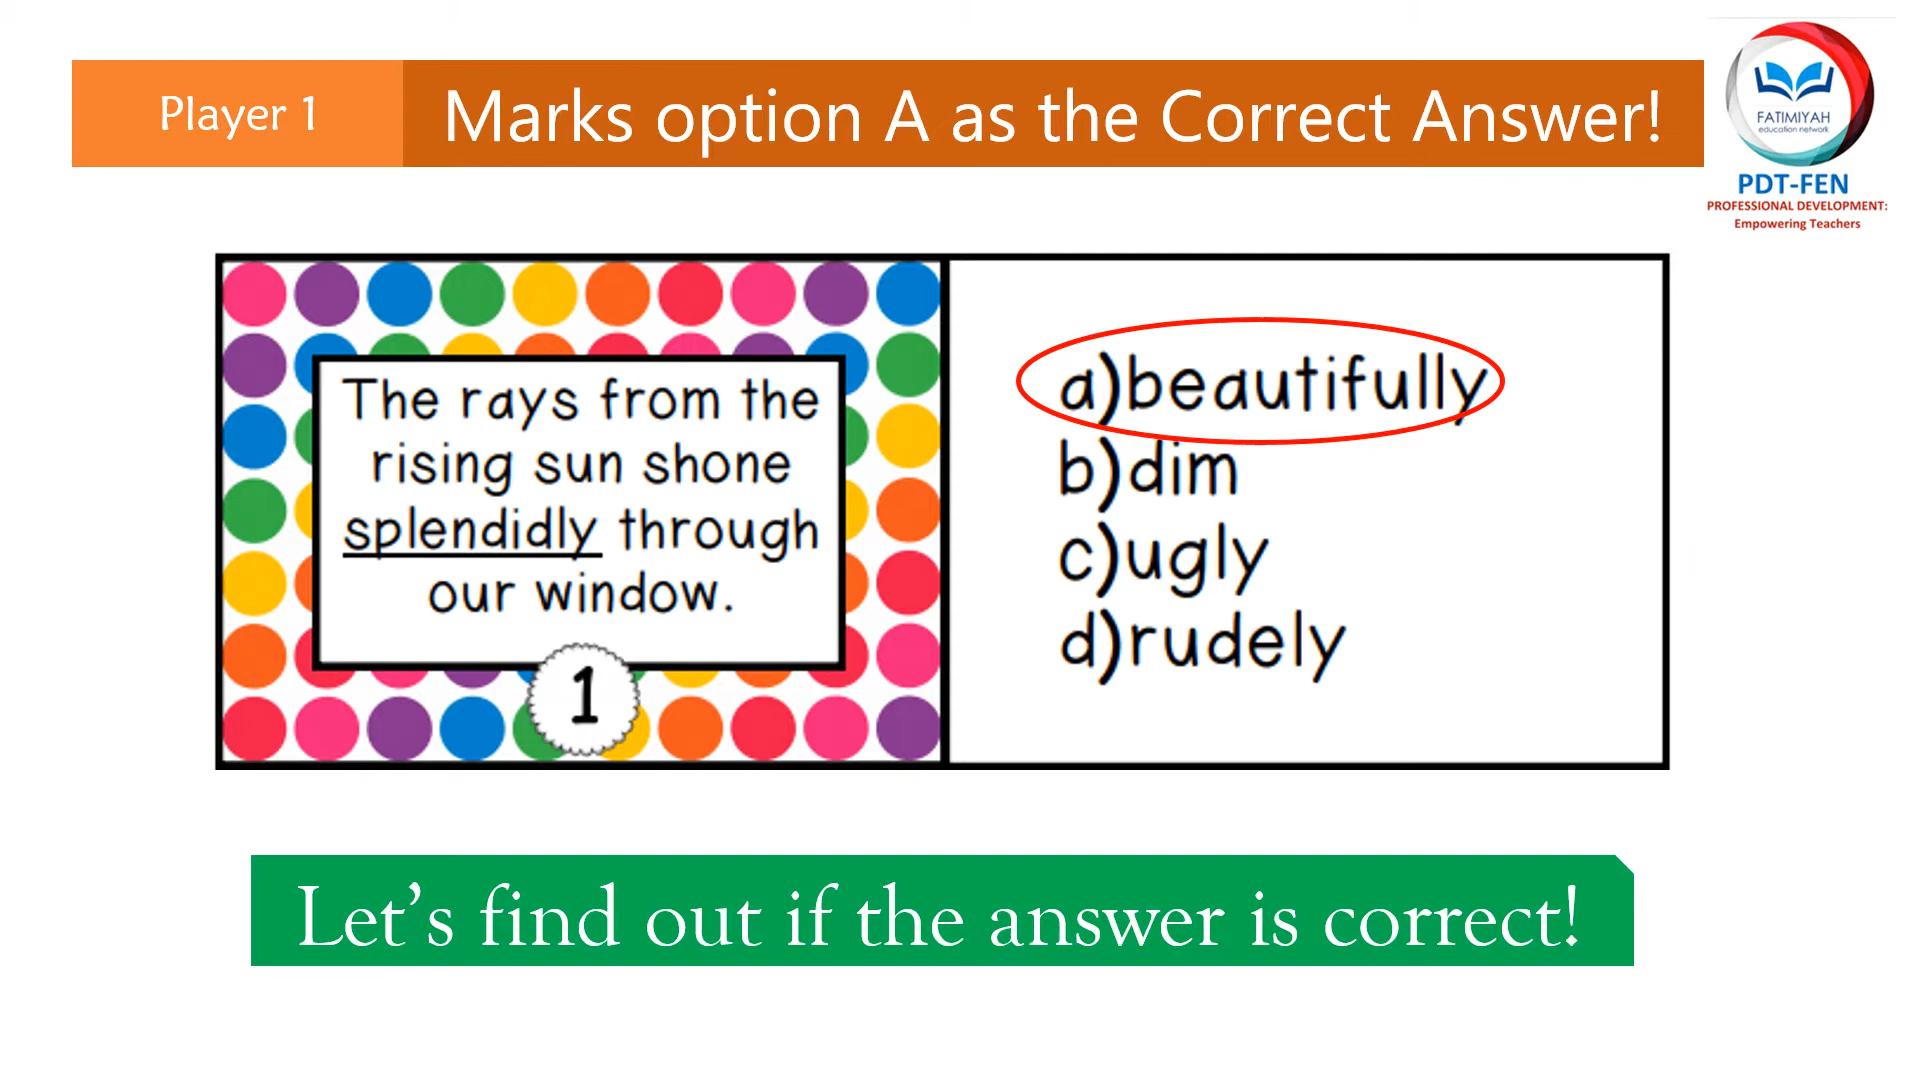 Player 1
Marks option A as the Correct Answer!
FATIMIYAH
education network
PDT-FEN
PROFESSIONAL DEVELOPMENT:
Empowering Teachers
The rays from the
rising sun shone
splendidly through
our window.
1
a)beautifully
b)dim
c)ugly
d)rudely
Let's find out if the answer is correct!